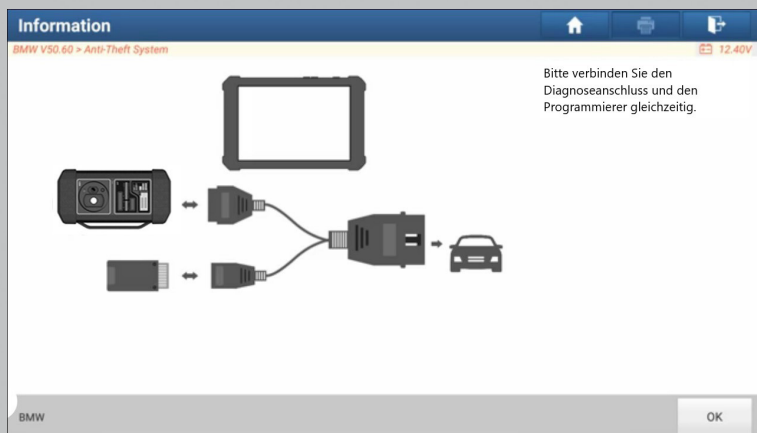 Information
BMW V50.60 > Anti-Theft System
12.40V
Bitte verbinden Sie den
Diagnoseanschluss und den
Programmierer gleichzeitig.
BMW
OK